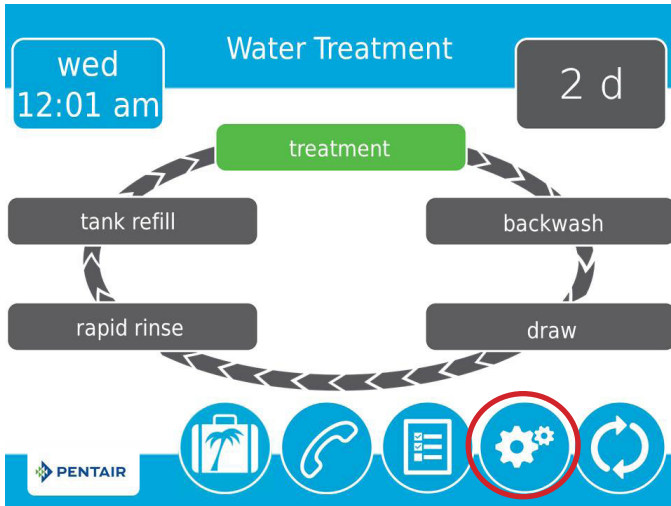 wed
12:01 am
Water Treatment
2 d
treatment
tank refill
backwash
rapid rinse
draw
PENTAIR